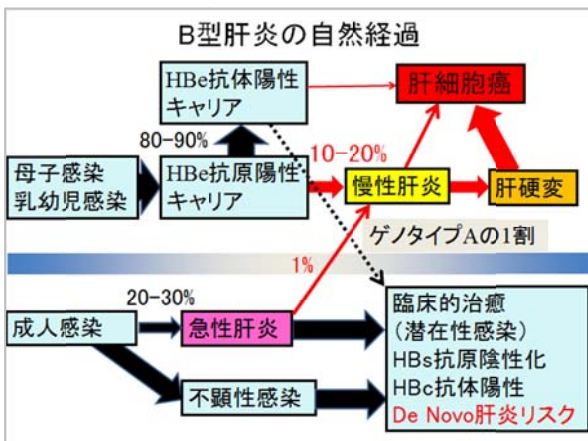 B型肝炎の自然経過
HBe抗体陽性
キャリア
肝細胞癌
80-90%
10-20%
母子感染
乳幼児感染
HBe抗原陽性
キャリア
慢性肝炎
肝硬変
ゲノタイプAの1割
1%
20-30%
成人感染
急性肝炎
不顕性感染
臨床的治癒
(潜在性感染)
HBs抗原陰性化
HBc抗体陽性
De Novo肝炎リスク